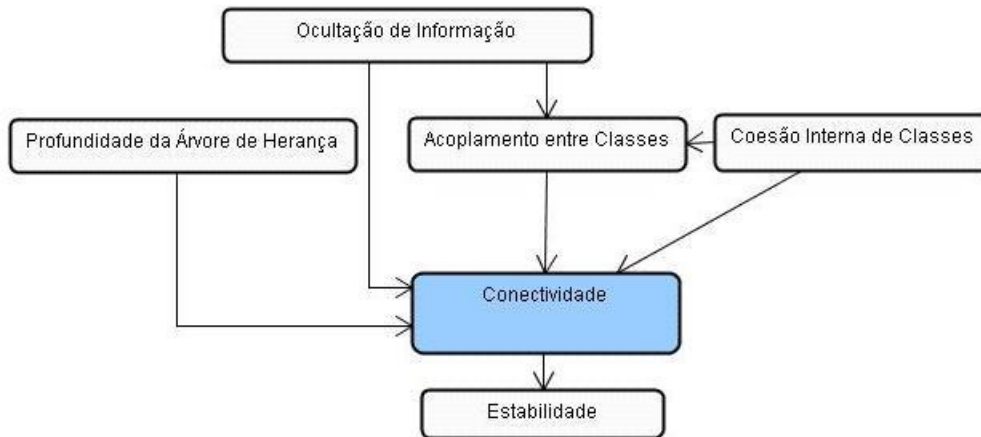 Ocultação de Informação
Profundidade da Árvore de Herança
Acoplamento entre Classes
Coesão Interna de Classes
Conectividade
Estabilidade